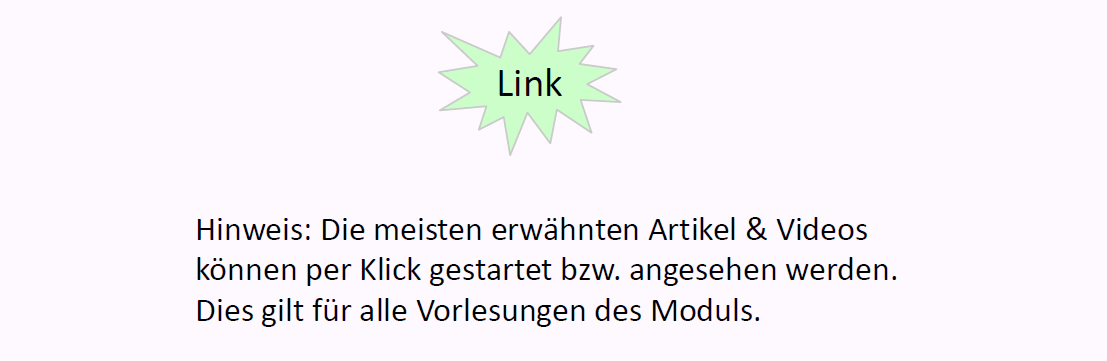 Link
Hinweis: Die meisten erwähnten Artikel & Videos
können per Klick gestartet bzw. angesehen werden.
Dies gilt für alle Vorlesungen des Moduls.